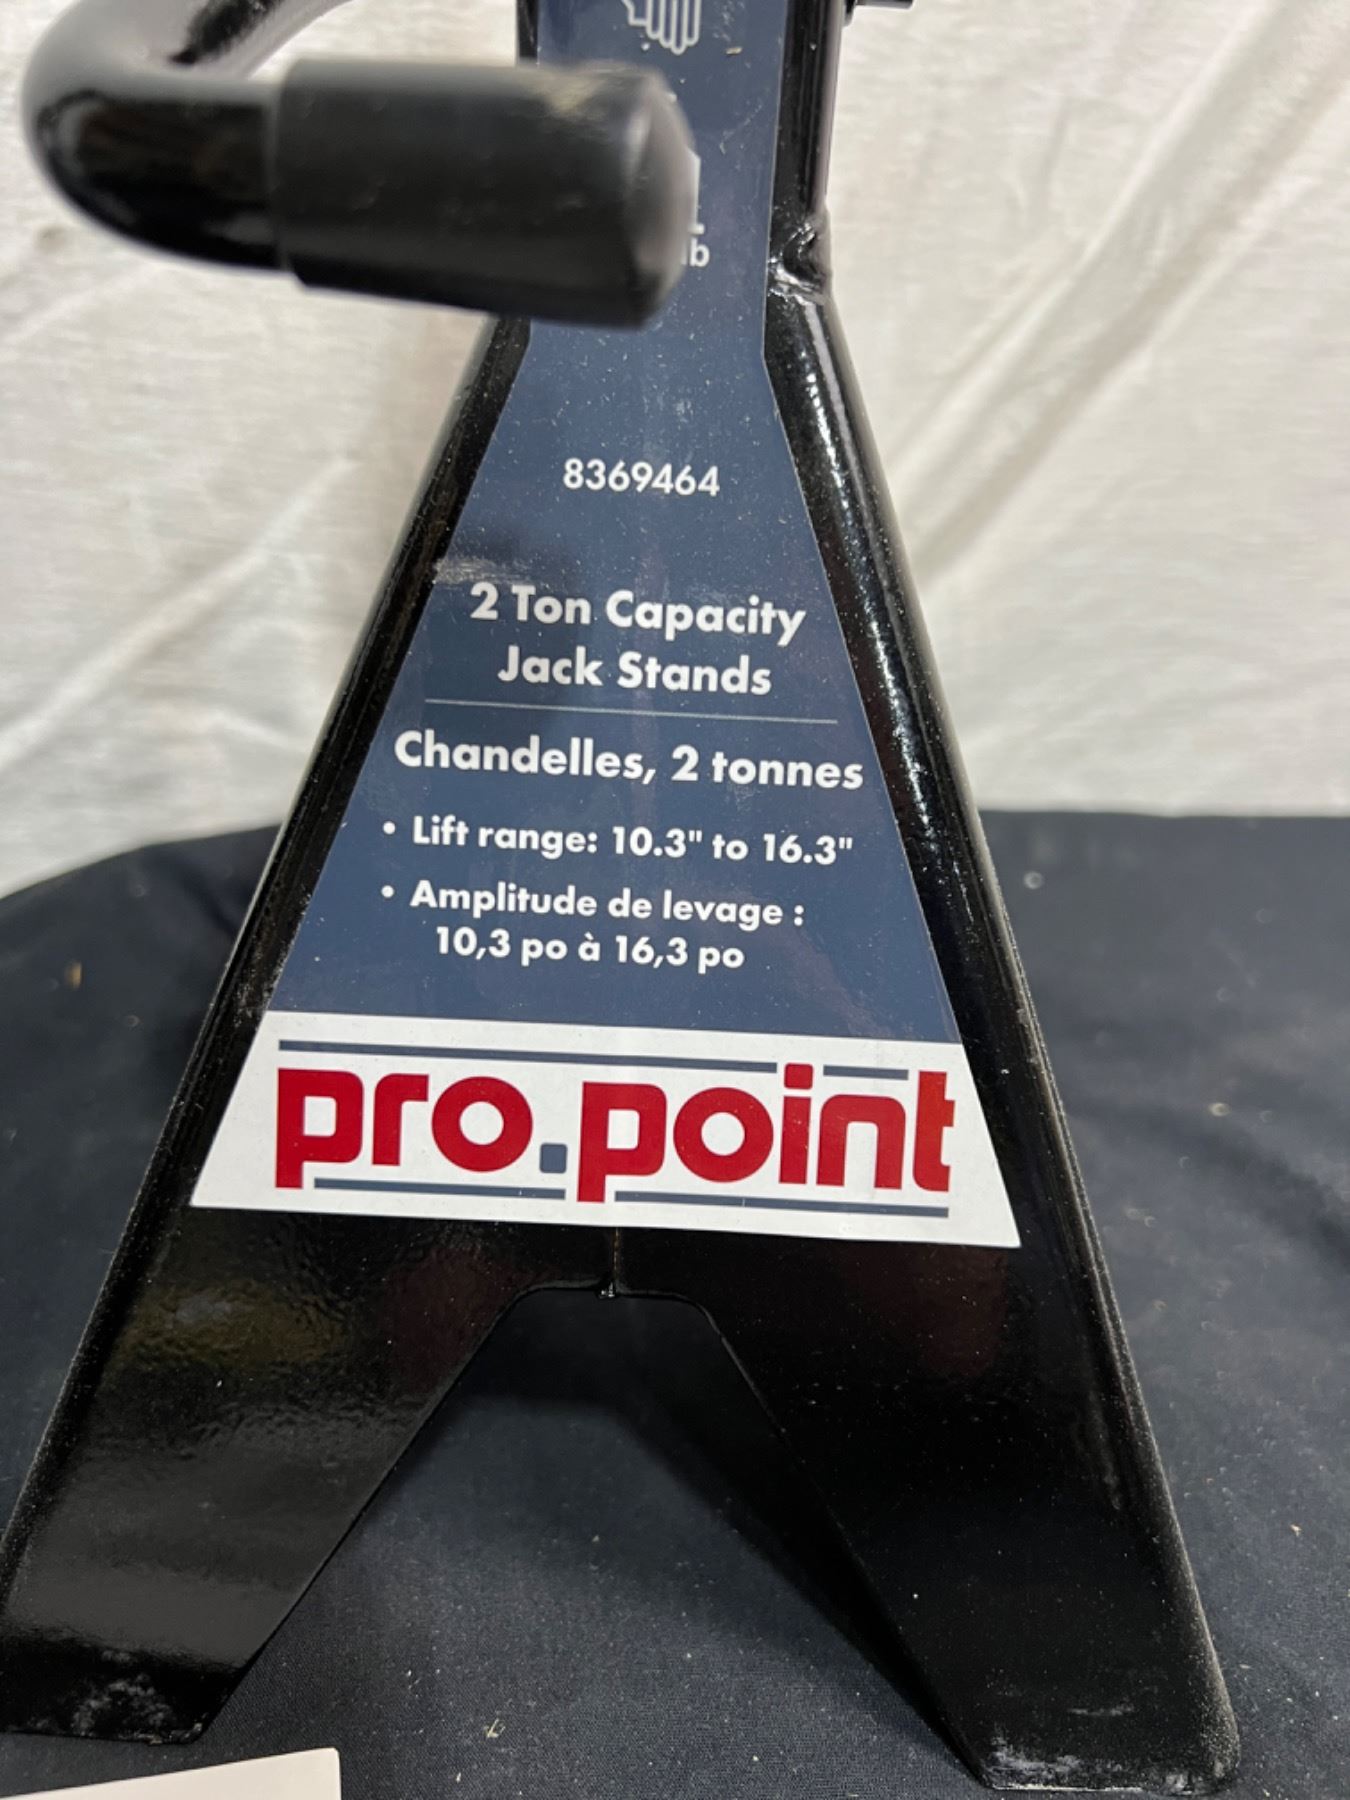 lb
8369464
2 Ton Capacity
Jack Stands
Chandelles, 2 tonnes
• Lift range: 10.3" to 16.3"
• Amplitude de levage :
10,3 po à 16,3 po
pro.point